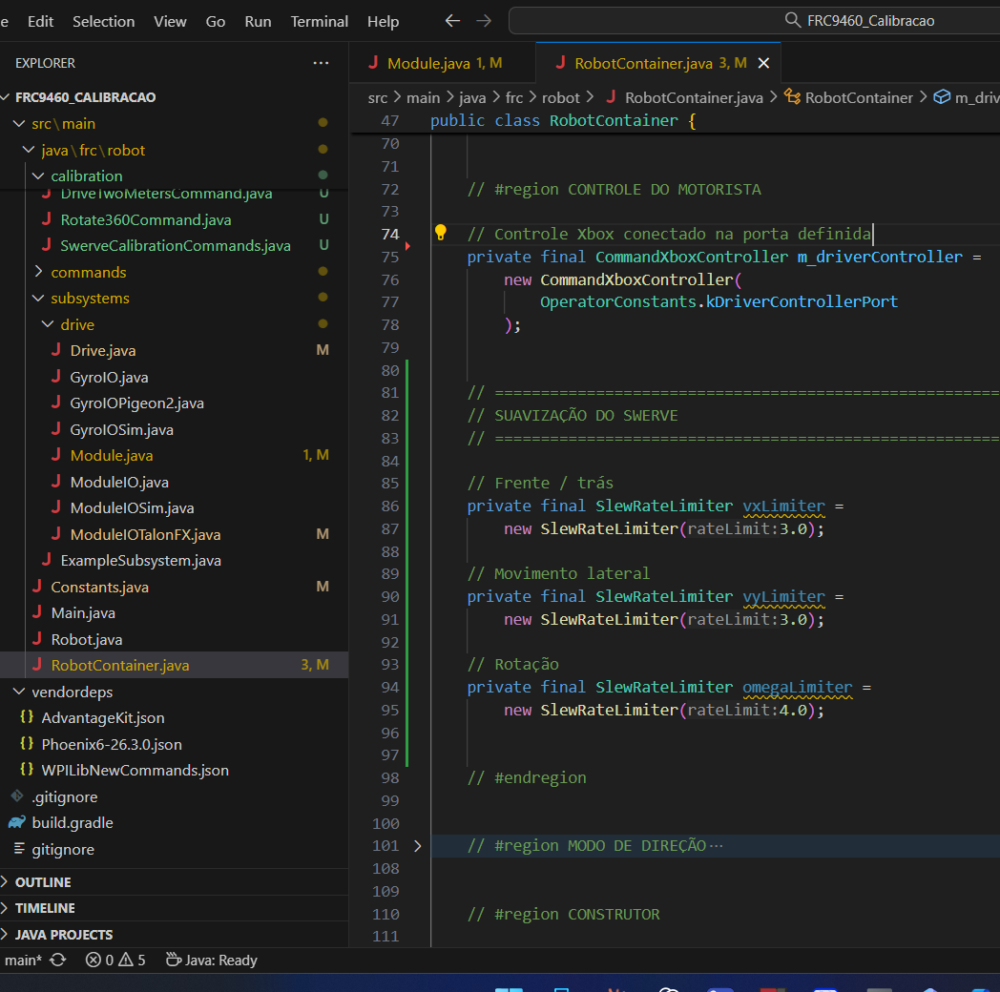 e Edit Selection View Go Run Terminal Help ← → FRC9460_Calibracao
EXPLORER ···
FRC9460_CALIBRACAO
src\main
java\frc\robot
calibration
DriveTwoMetersCommand.java U
Rotate360Command.java U
SwerveCalibrationCommands.java U
commands
subsystems
drive
Drive.java M
GyroIO.java
GyroIOPigeon2.java
GyroIOSim.java
Module.java 1, M
ModuleIO.java
ModuleIOSim.java
ModuleIOTalonFX.java M
ExampleSubsystem.java
Constants.java M
Main.java
Robot.java
RobotContainer.java 3, M
vendordeps
{} AdvantageKit.json
{} Phoenix6-26.3.0.json
{} WPILibNewCommands.json
.gitignore
build.gradle
gitignore
OUTLINE
TIMELINE
JAVA PROJECTS
J Module.java 1, M
J RobotContainer.java 3, M ×
src > main > java > frc > robot > J RobotContainer.java > RobotContainer > m_driv
47 public class RobotContainer {
70
71
72 // #region CONTROLE DO MOTORISTA
73
74 // Controle Xbox conectado na porta definida
75 private final CommandXboxController m_driverController =
76 new CommandXboxController(
77 OperatorConstants.kDriverControllerPort
78 );
79
80
81 // =======================================================
82 // SUAVIZAÇÃO DO SWERVE
83 // =======================================================
84
85 // Frente / trás
86 private final SlewRateLimiter vxLimiter =
87 new SlewRateLimiter(rateLimit:3.0);
88
89 // Movimento lateral
90 private final SlewRateLimiter vyLimiter =
91 new SlewRateLimiter(rateLimit:3.0);
92
93 // Rotação
94 private final SlewRateLimiter omegaLimiter =
95 new SlewRateLimiter(rateLimit:4.0);
96
97
98 // #endregion
99
100
101 // #region MODO DE DIREÇÃO···
108
109
110 // #region CONSTRUTOR
111
main* 0 5 Java: Ready